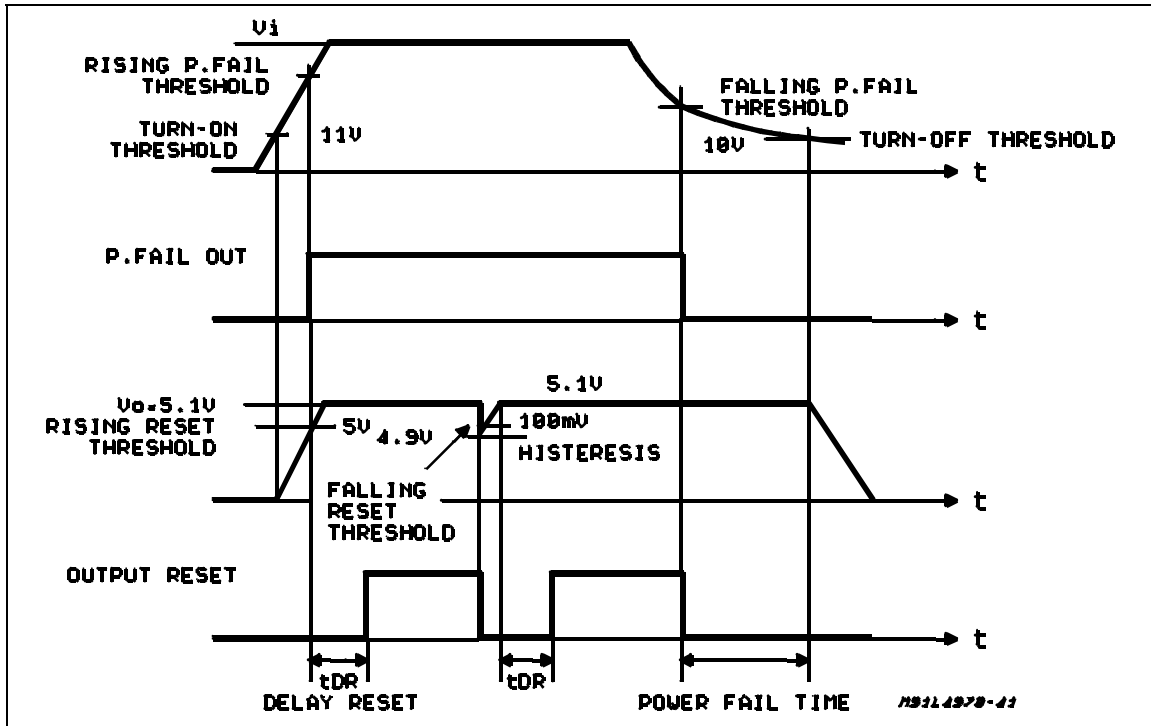 Vi
RISING P.FAIL
THRESHOLD
FALLING P.FAIL
THRESHOLD
TURN-ON
THRESHOLD
11V
10V
TURN-OFF THRESHOLD
t
P.FAIL OUT
t
5.1V
Vo=5.1V
RISING RESET
THRESHOLD
5V
4.9V
100mV
HISTERESIS
FALLING
RESET
THRESHOLD
t
OUTPUT RESET
t
tDR
tDR
DELAY RESET
POWER FAIL TIME
M91L4970-41